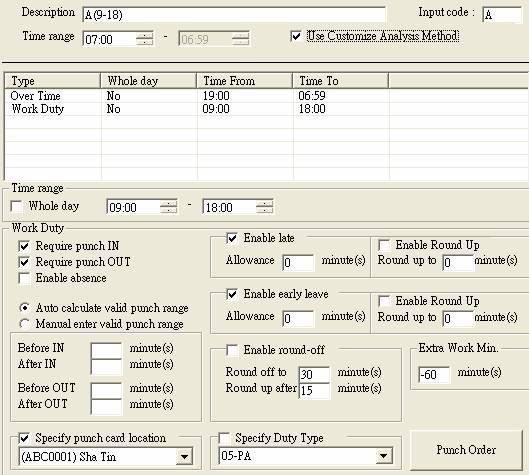 Description A(9-18) Input code : A
Time range 07:00 - 06:59 Use Customize Analysis Method
Type Whole day Time From Time To
Over Time No 19:00 06:59
Work Duty No 09:00 18:00
Time range
Whole day 09:00 - 18:00
Work Duty
Require punch IN
Require punch OUT
Enable absence
Auto calculate valid punch range
Manual enter valid punch range
Before IN minute(s)
After IN minute(s)
Before OUT minute(s)
After OUT minute(s)
Enable late
Allowance 0 minute(s)
Enable Round Up
Round up to 0 minute(s)
Enable early leave
Allowance 0 minute(s)
Enable Round Up
Round up to 0 minute(s)
Enable round-off
Round off to 30 minute(s)
Round up after 15 minute(s)
Extra Work Min.
-60 minute(s)
Specify punch card location
(ABC0001) Sha Tin
Specify Duty Type
05-PA
Punch Order